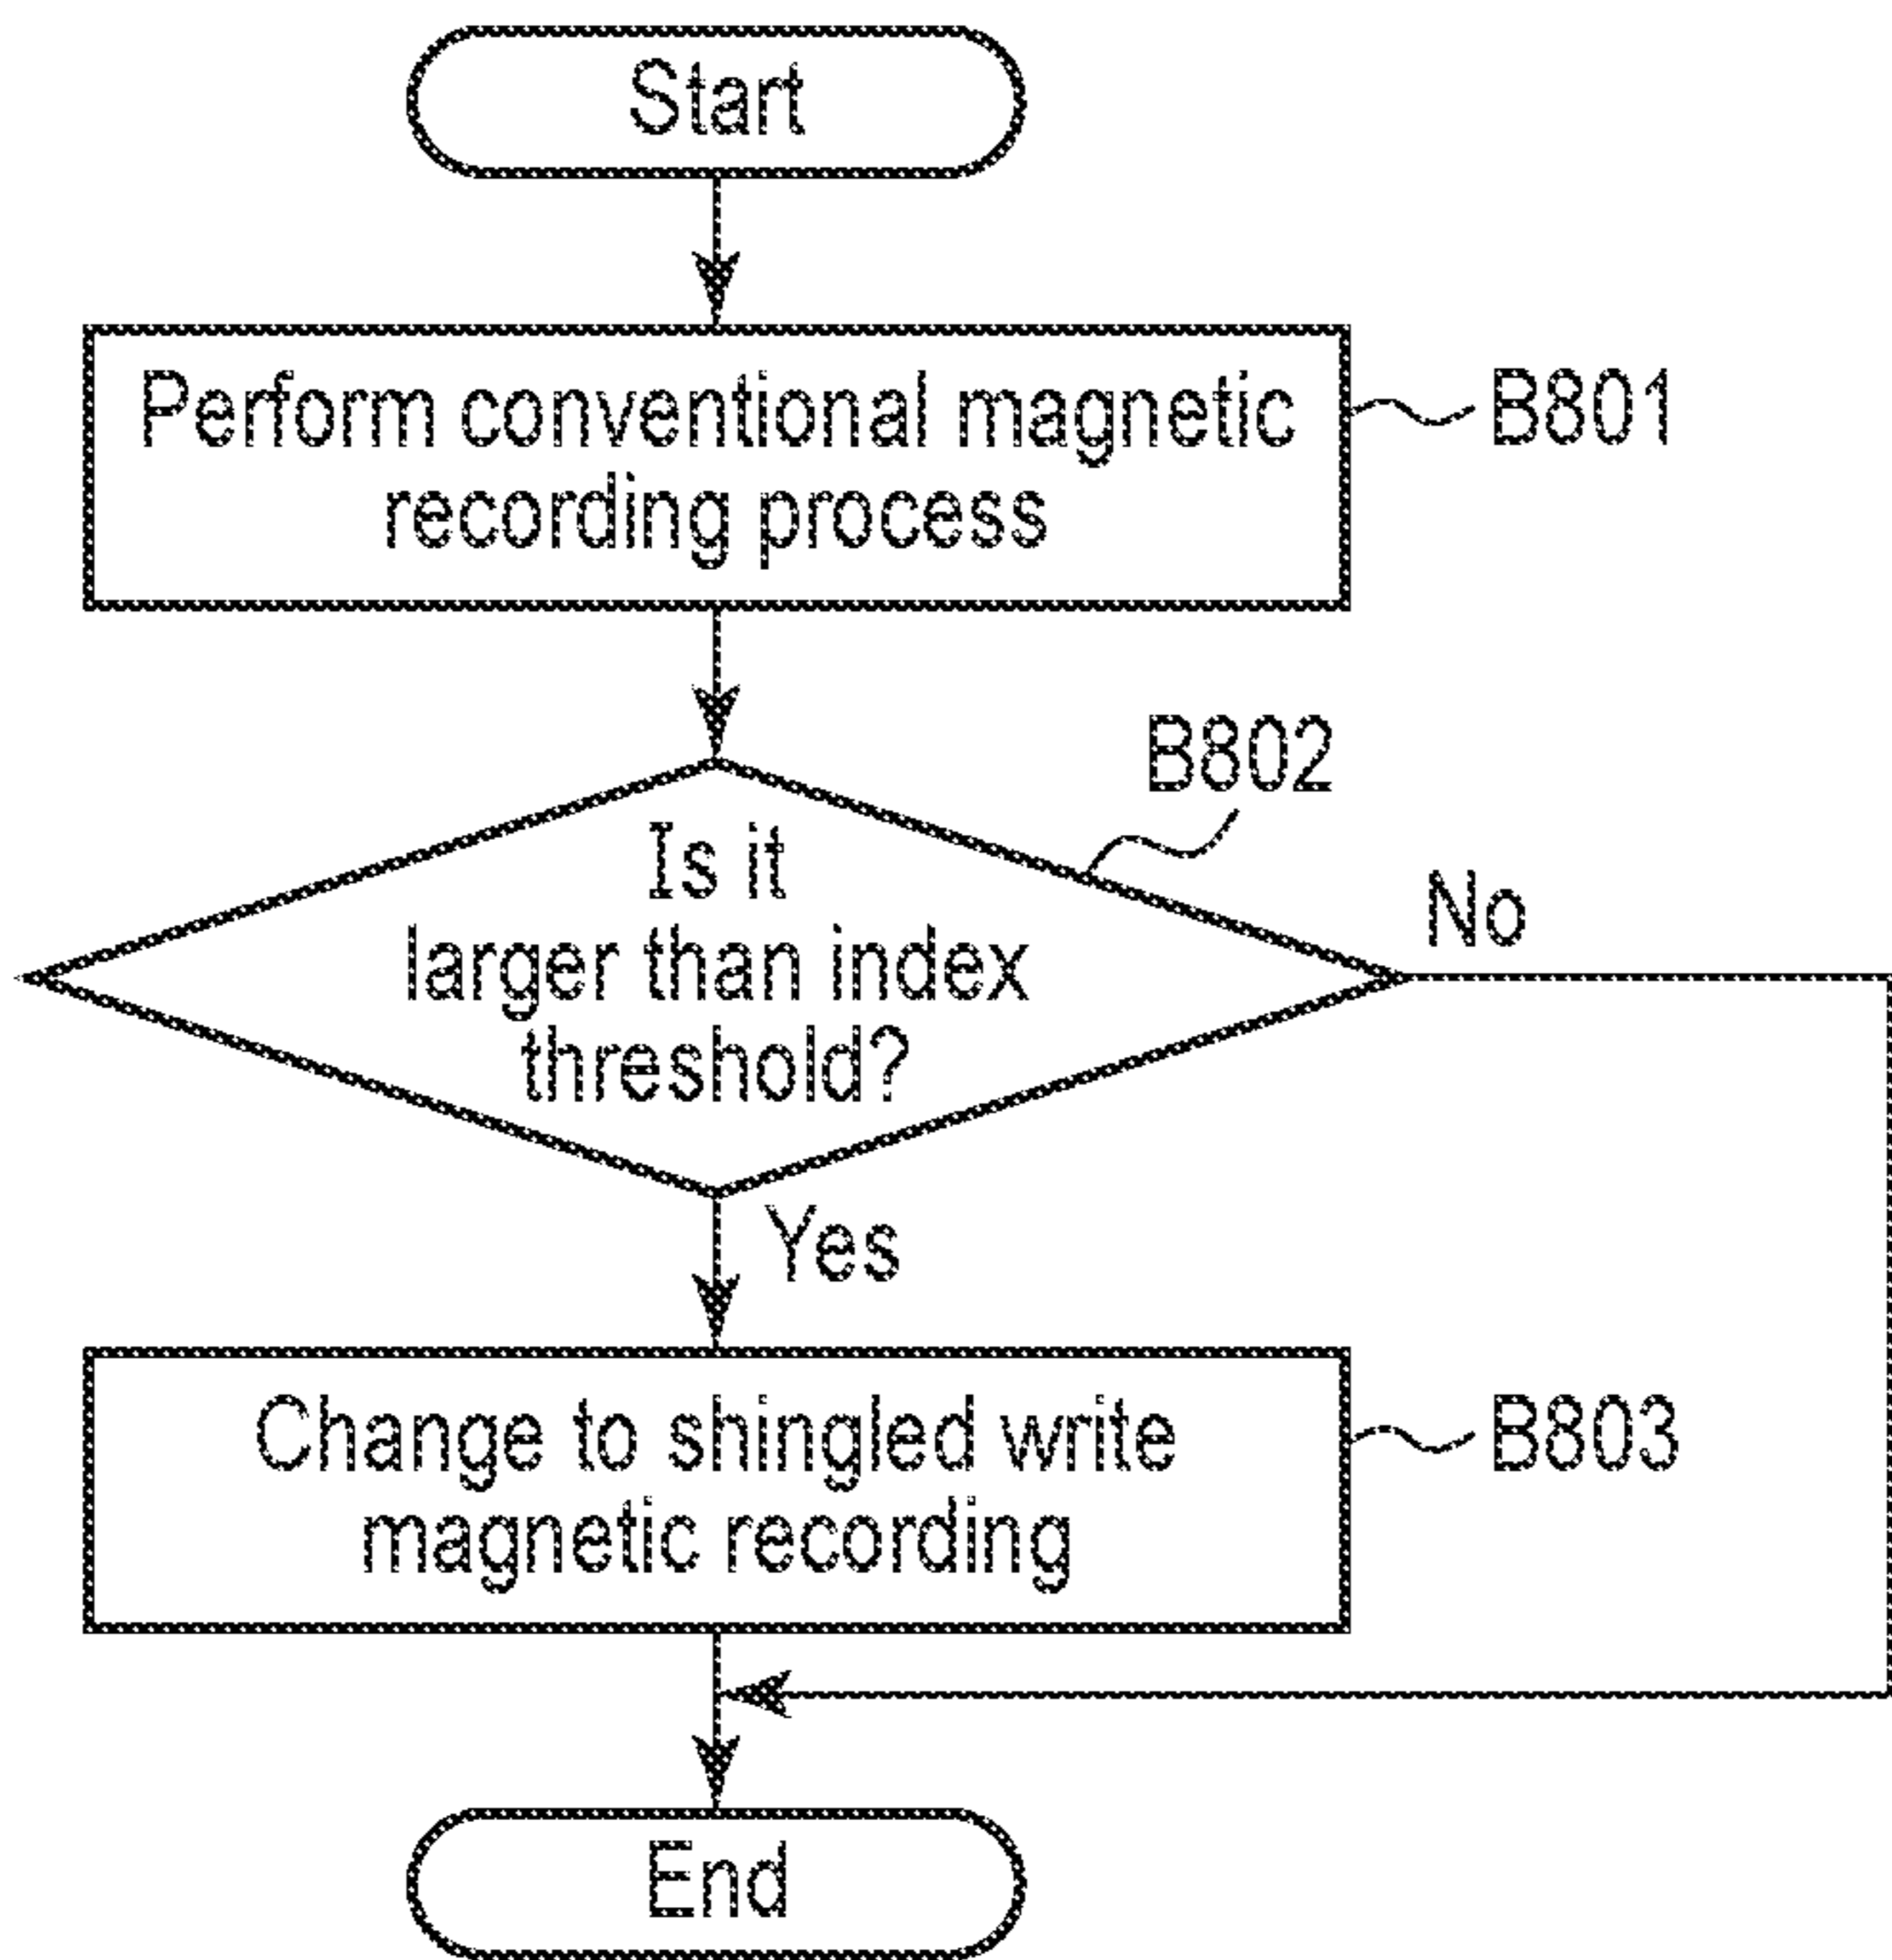 Start
Perform conventional magnetic
recording process
B801
B802
Is it
larger than index
threshold?
No
Yes
Change to shingled write
magnetic recording
B803
End